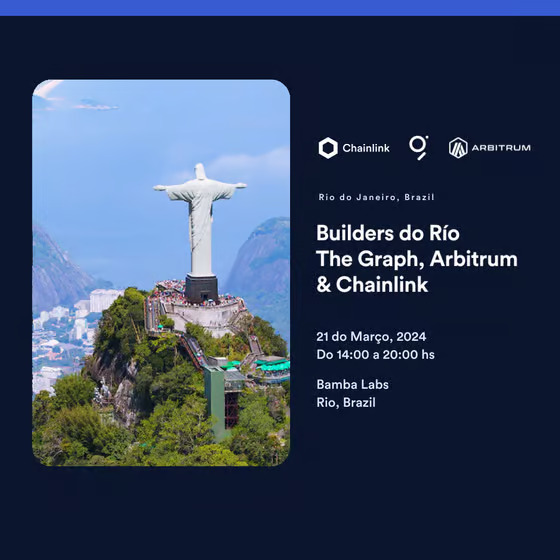 Chainlink
ARBITRUM
Rio do Janeiro, Brazil
Builders do Río
The Graph, Arbitrum
& Chainlink
21 do Março, 2024
Do 14:00 a 20:00 hs
Bamba Labs
Rio, Brazil